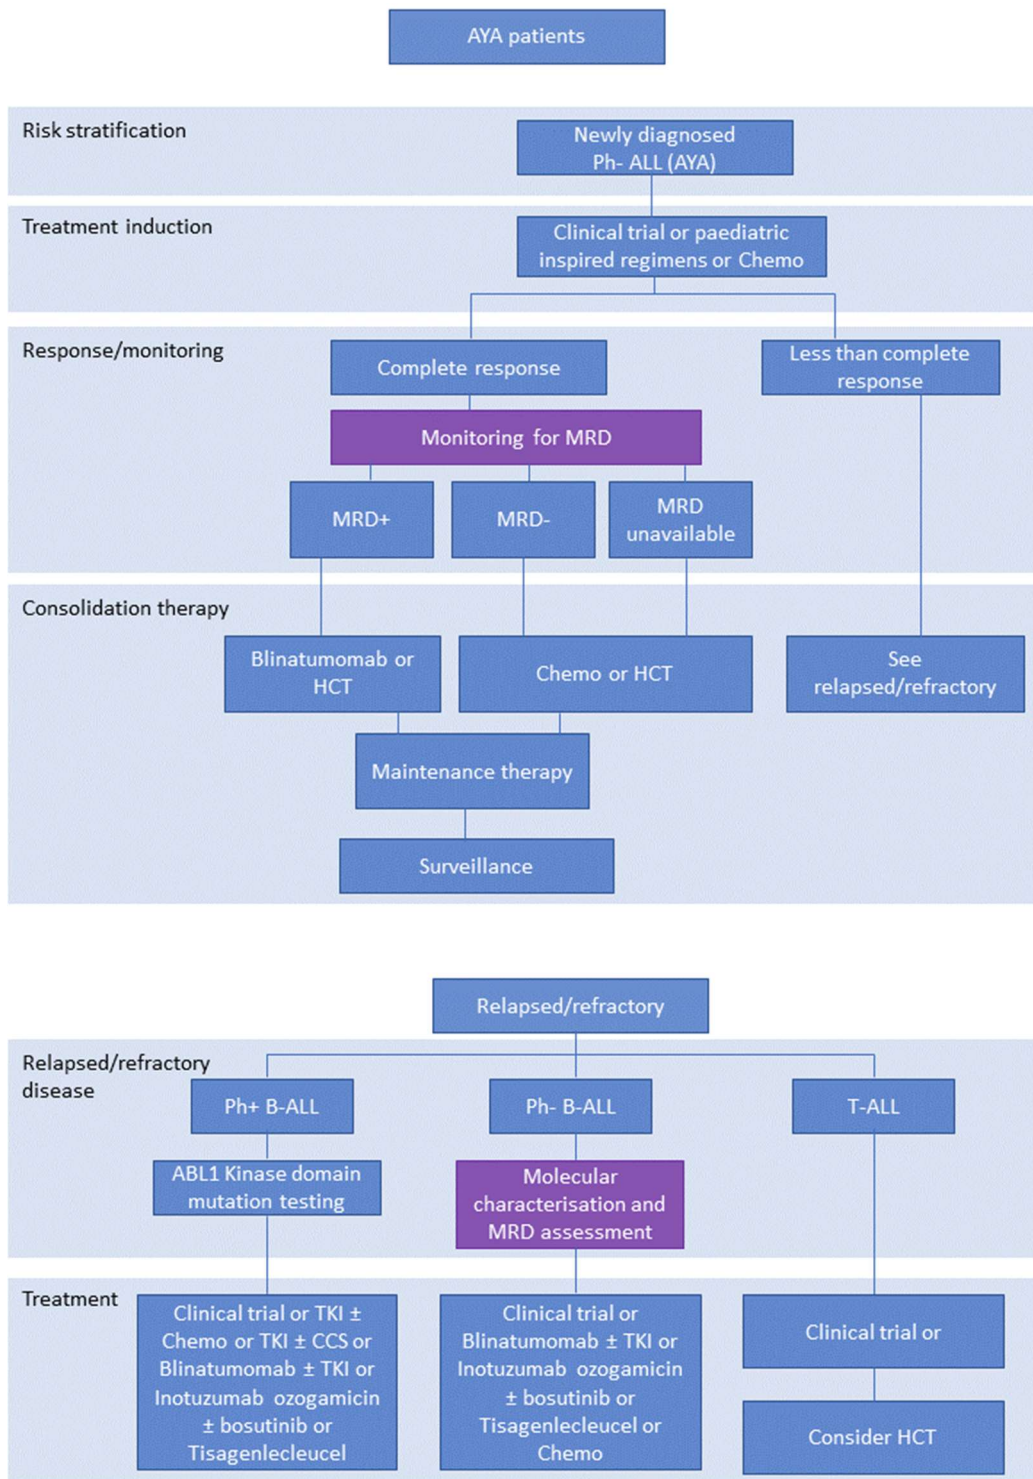 AYA patients
Risk stratification
Newly diagnosed
Ph- ALL (AYA)
Treatment induction
Clinical trial or paediatric
inspired regimens or Chemo
Response/monitoring
Complete response
Less than complete
response
Monitoring for MRD
MRD+
MRD-
MRD
unavailable
Consolidation therapy
Blinatumomab or
HCT
Chemo or HCT
See
relapsed/refractory
Maintenance therapy
Surveillance
Relapsed/refractory
Relapsed/refractory
disease
Ph+ B-ALL
Ph- B-ALL
T-ALL
ABL1 Kinase domain
mutation testing
Molecular
characterisation and
MRD assessment
Treatment
Clinical trial or TKI ±
Chemo or TKI ± CCS or
Blinatumomab ± TKI or
Inotuzumab ozogamicin
± bosutinib or
Tisagenlecleucel
Clinical trial or
Blinatumomab ± TKI or
Inotuzumab ozogamicin
± bosutinib or
Tisagenlecleucel or
Chemo
Clinical trial or
Consider HCT